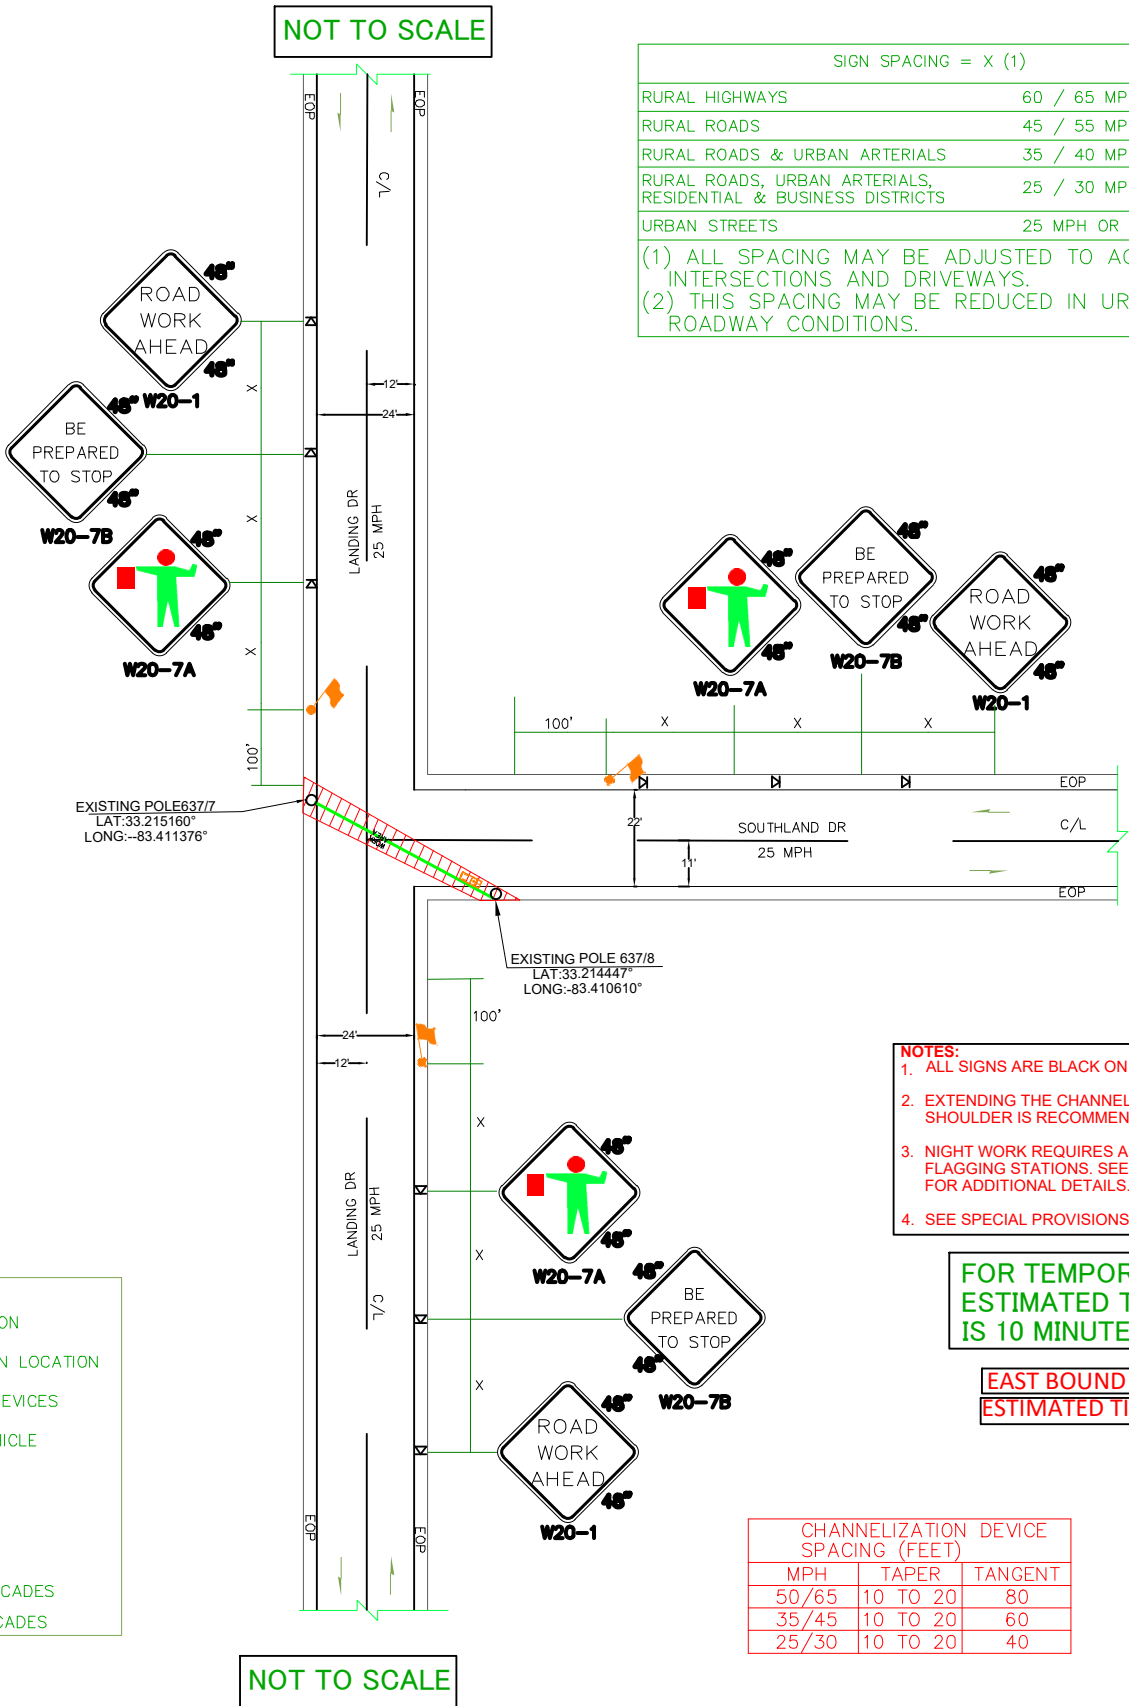 NOT TO SCALE
SIGN SPACING = X (1)
RURAL HIGHWAYS 60 / 65 MP
RURAL ROADS 45 / 55 MP
RURAL ROADS & URBAN ARTERIALS 35 / 40 MP
RURAL ROADS, URBAN ARTERIALS,
RESIDENTIAL & BUSINESS DISTRICTS 25 / 30 MP
URBAN STREETS 25 MPH OR
(1) ALL SPACING MAY BE ADJUSTED TO AC
INTERSECTIONS AND DRIVEWAYS.
(2) THIS SPACING MAY BE REDUCED IN UR
ROADWAY CONDITIONS.
EOP
EOP
C/L
48"
ROAD
WORK
AHEAD
48"
W20-1
X
12'
24'
48"
BE
PREPARED
TO STOP
48"
W20-7B
X
LANDING DR
25 MPH
48"
48"
W20-7A
X
100'
48"
48"
W20-7A
48"
BE
PREPARED
TO STOP
48"
W20-7B
48"
ROAD
WORK
AHEAD
48"
W20-1
100'
X
X
X
EOP
22'
SOUTHLAND DR
25 MPH
C/L
11'
EOP
EXISTING POLE637/7
LAT:33.215160°
LONG:--83.411376°
EXISTING POLE 637/8
LAT:33.214447°
LONG:-83.410610°
100'
24'
12'
X
48"
48"
W20-7A
LANDING DR
25 MPH
X
C/L
48"
BE
PREPARED
TO STOP
48"
W20-7B
X
48"
ROAD
WORK
AHEAD
48"
W20-1
EOP
EOP
NOTES:
1. ALL SIGNS ARE BLACK ON
2. EXTENDING THE CHANNEL
SHOULDER IS RECOMMEN
3. NIGHT WORK REQUIRES A
FLAGGING STATIONS. SEE
FOR ADDITIONAL DETAILS.
4. SEE SPECIAL PROVISIONS
FOR TEMPOR
ESTIMATED T
IS 10 MINUTE
EAST BOUND
ESTIMATED TI
ON
N LOCATION
EVICES
HICLE
CADES
CADES
CHANNELIZATION DEVICE
SPACING (FEET)
MPH TAPER TANGENT
50/65 10 TO 20 80
35/45 10 TO 20 60
25/30 10 TO 20 40
NOT TO SCALE